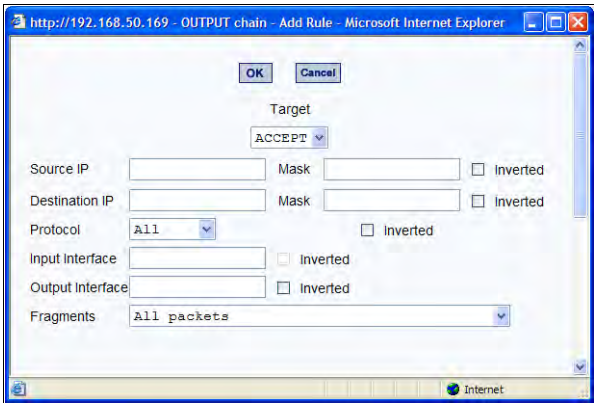 http://192.168.50.169 - OUTPUT chain - Add Rule - Microsoft Internet Explorer
OK Cancel
Target
ACCEPT
Source IP Mask Inverted
Destination IP Mask Inverted
Protocol All Inverted
Input Interface Inverted
Output Interface Inverted
Fragments All packets
Internet